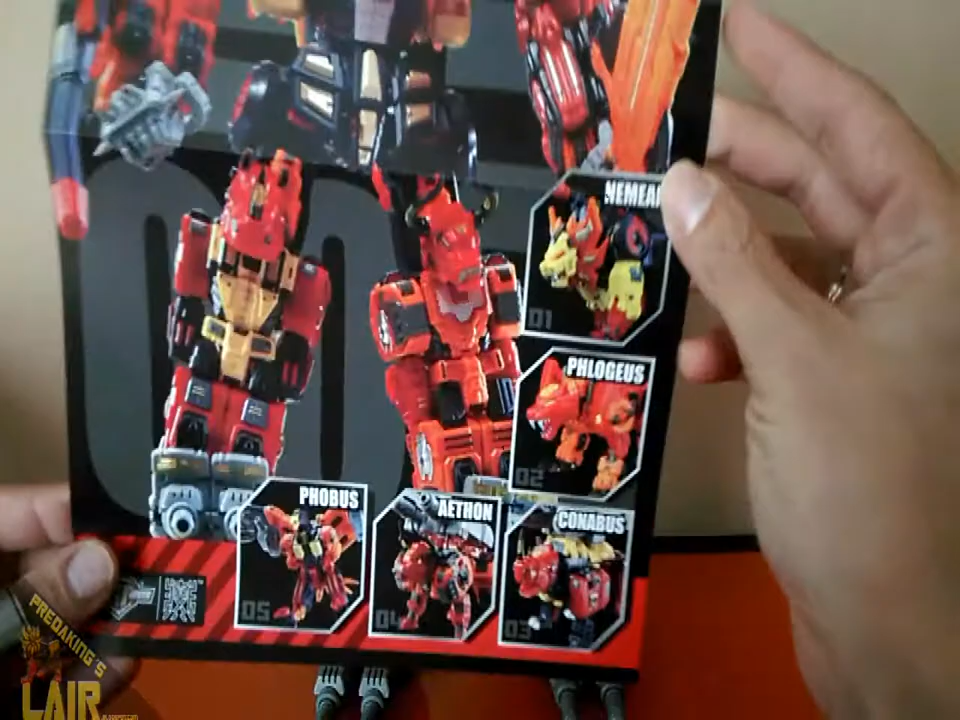 NEMEA
01
PHLOGEUS
02
PHOBUS
05
AETHON
04
CONABUS
03
PREDAKING'S
LAIR